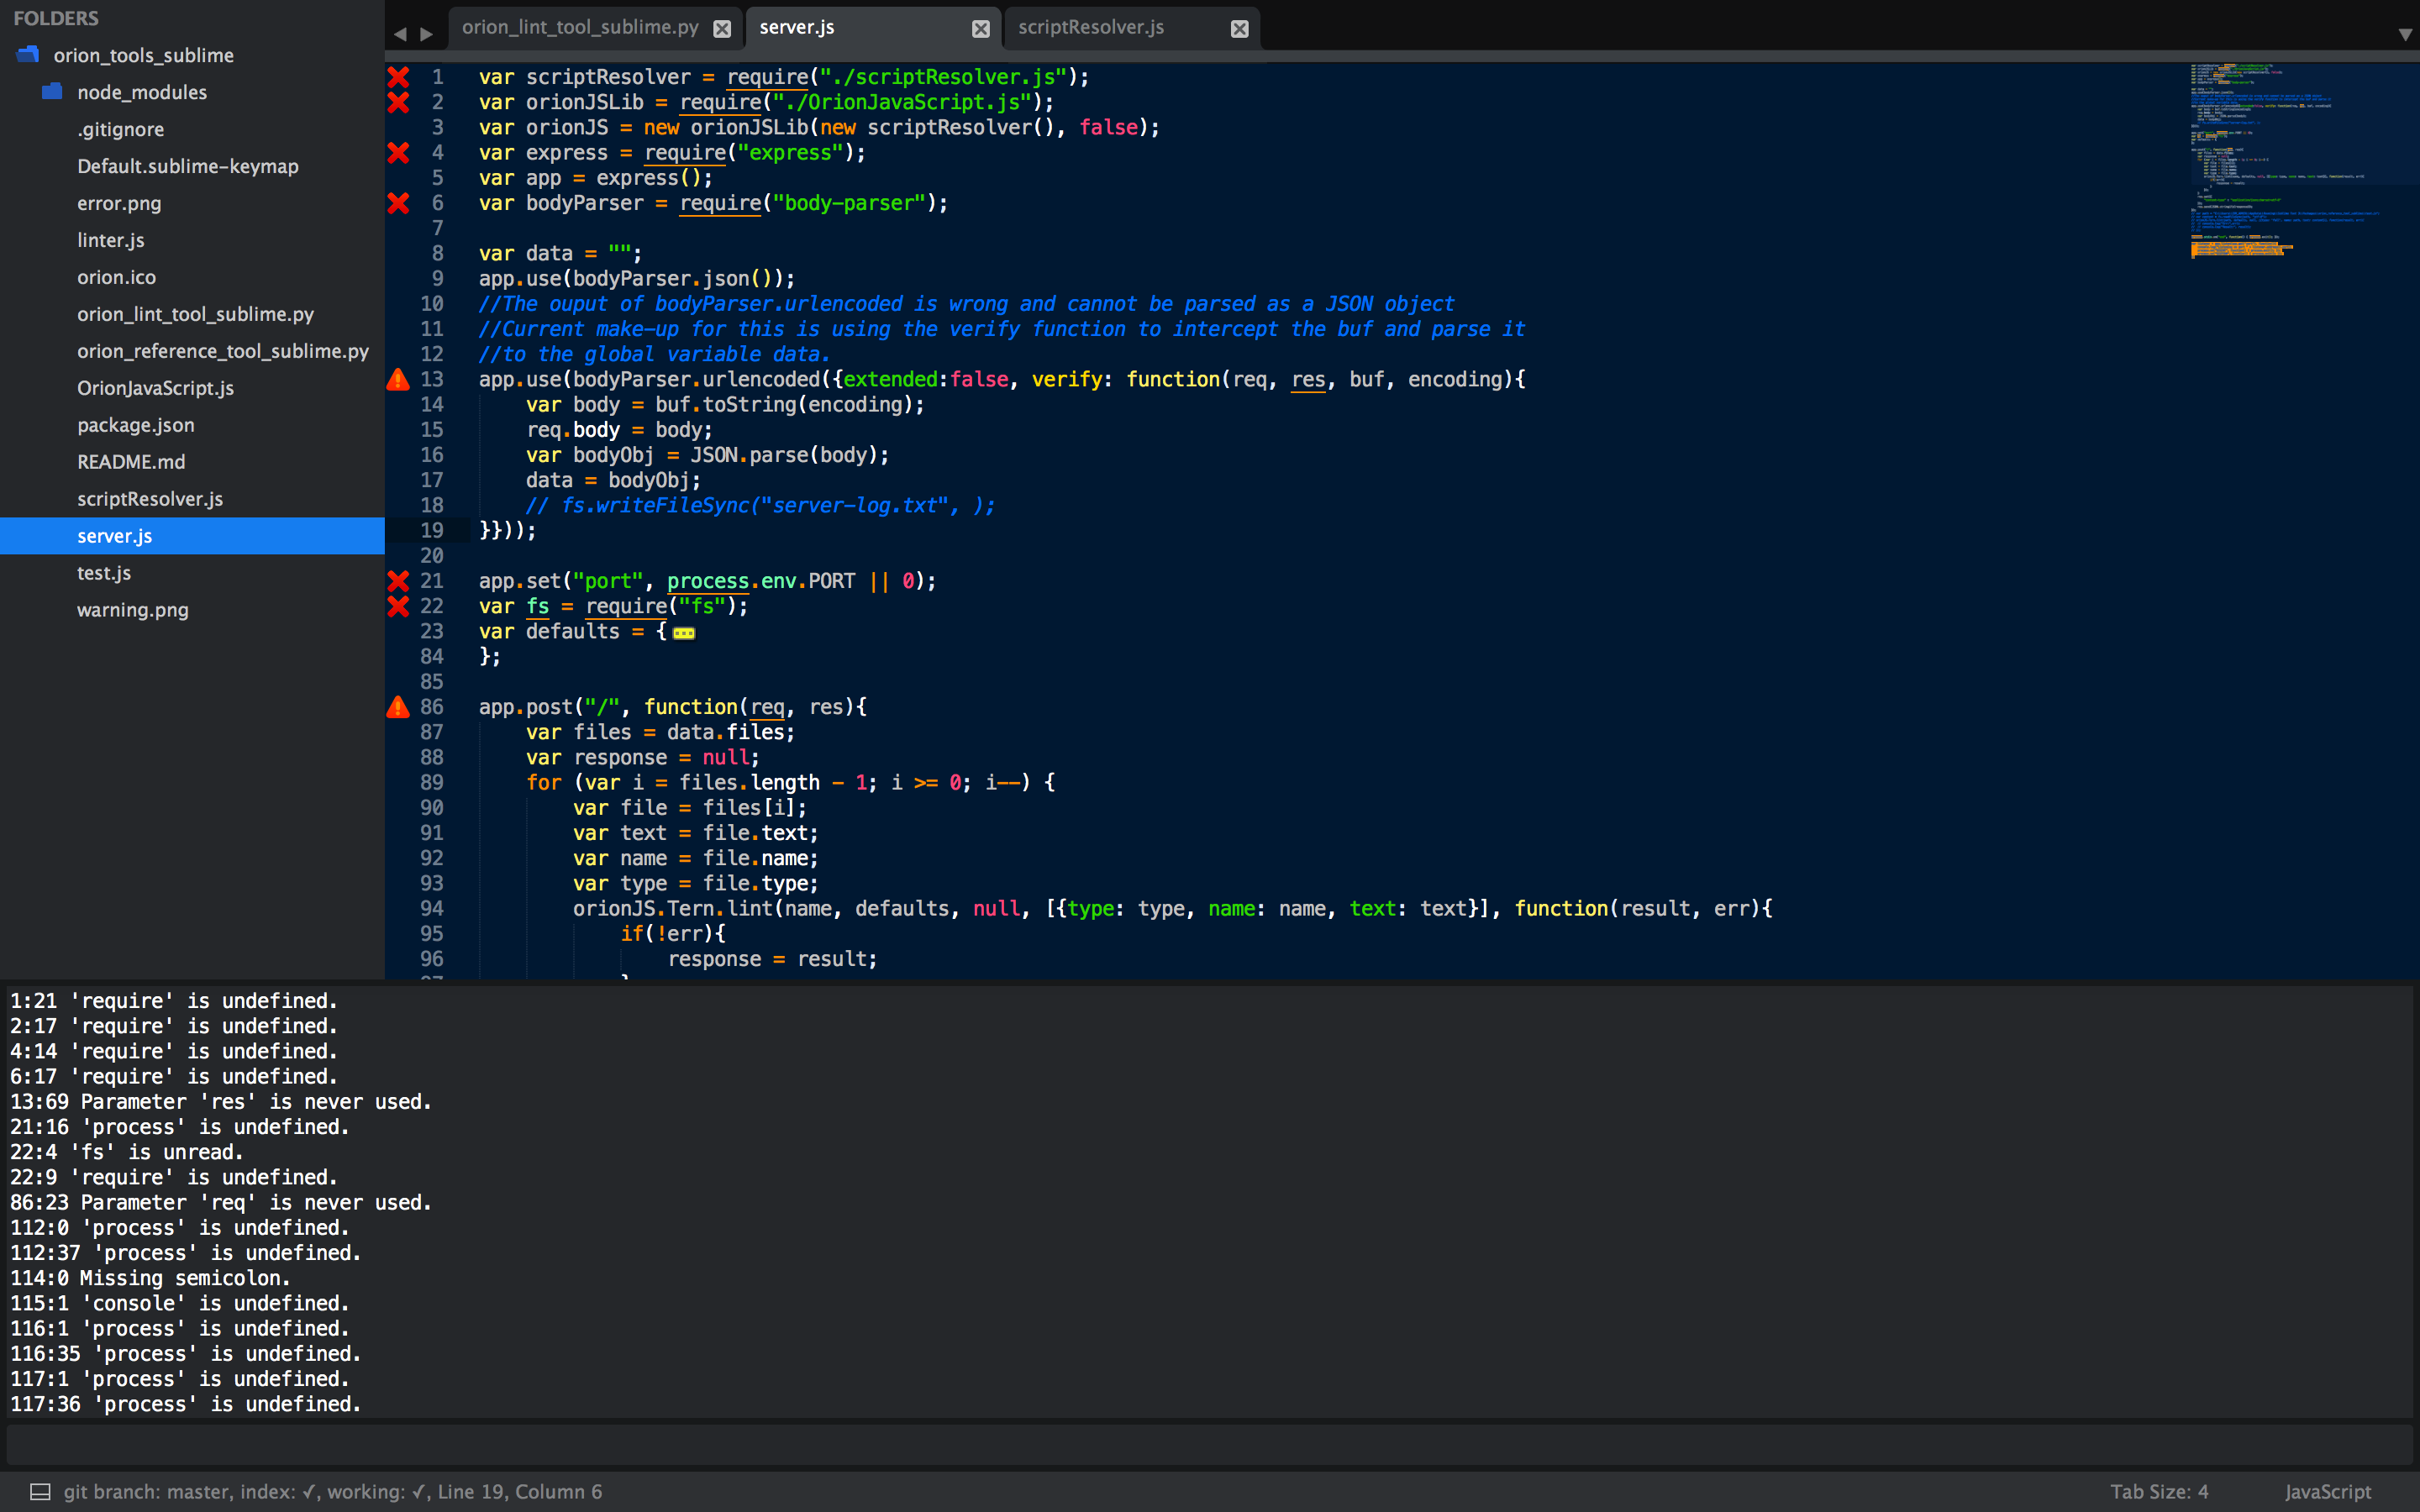 FOLDERS
orion_tools_sublime
node_modules
.gitignore
Default.sublime-keymap
error.png
linter.js
orion.ico
orion_lint_tool_sublime.py
orion_reference_tool_sublime.py
OrionJavaScript.js
package.json
README.md
scriptResolver.js
server.js
test.js
warning.png
orion_lint_tool_sublime.py server.js scriptResolver.js
1 var scriptResolver = require("./scriptResolver.js");
2 var orionJSLib = require("./OrionJavaScript.js");
3 var orionJS = new orionJSLib(new scriptResolver(), false);
4 var express = require("express");
5 var app = express();
6 var bodyParser = require("body-parser");
7
8 var data = "";
9 app.use(bodyParser.json());
10 //The ouput of bodyParser.urlencoded is wrong and cannot be parsed as a JSON object
11 //Current make-up for this is using the verify function to intercept the buf and parse it
12 //to the global variable data.
13 app.use(bodyParser.urlencoded({extended:false, verify: function(req, res, buf, encoding){
14 var body = buf.toString(encoding);
15 req.body = body;
16 var bodyObj = JSON.parse(body);
17 data = bodyObj;
18 // fs.writeFileSync("server-log.txt", );
19 }}));
20
21 app.set("port", process.env.PORT || 0);
22 var fs = require("fs");
23 var defaults = {
84 };
85
86 app.post("/", function(req, res){
87 var files = data.files;
88 var response = null;
89 for (var i = files.length - 1; i >= 0; i--) {
90 var file = files[i];
91 var text = file.text;
92 var name = file.name;
93 var type = file.type;
94 orionJS.Tern.lint(name, defaults, null, [{type: type, name: name, text: text}], function(result, err){
95 if(!err){
96 response = result;
1:21 'require' is undefined.
2:17 'require' is undefined.
4:14 'require' is undefined.
6:17 'require' is undefined.
13:69 Parameter 'res' is never used.
21:16 'process' is undefined.
22:4 'fs' is unread.
22:9 'require' is undefined.
86:23 Parameter 'req' is never used.
112:0 'process' is undefined.
112:37 'process' is undefined.
114:0 Missing semicolon.
115:1 'console' is undefined.
116:1 'process' is undefined.
116:35 'process' is undefined.
117:1 'process' is undefined.
117:36 'process' is undefined.
git branch: master, index: ✓, working: ✓, Line 19, Column 6
Tab Size: 4 JavaScript